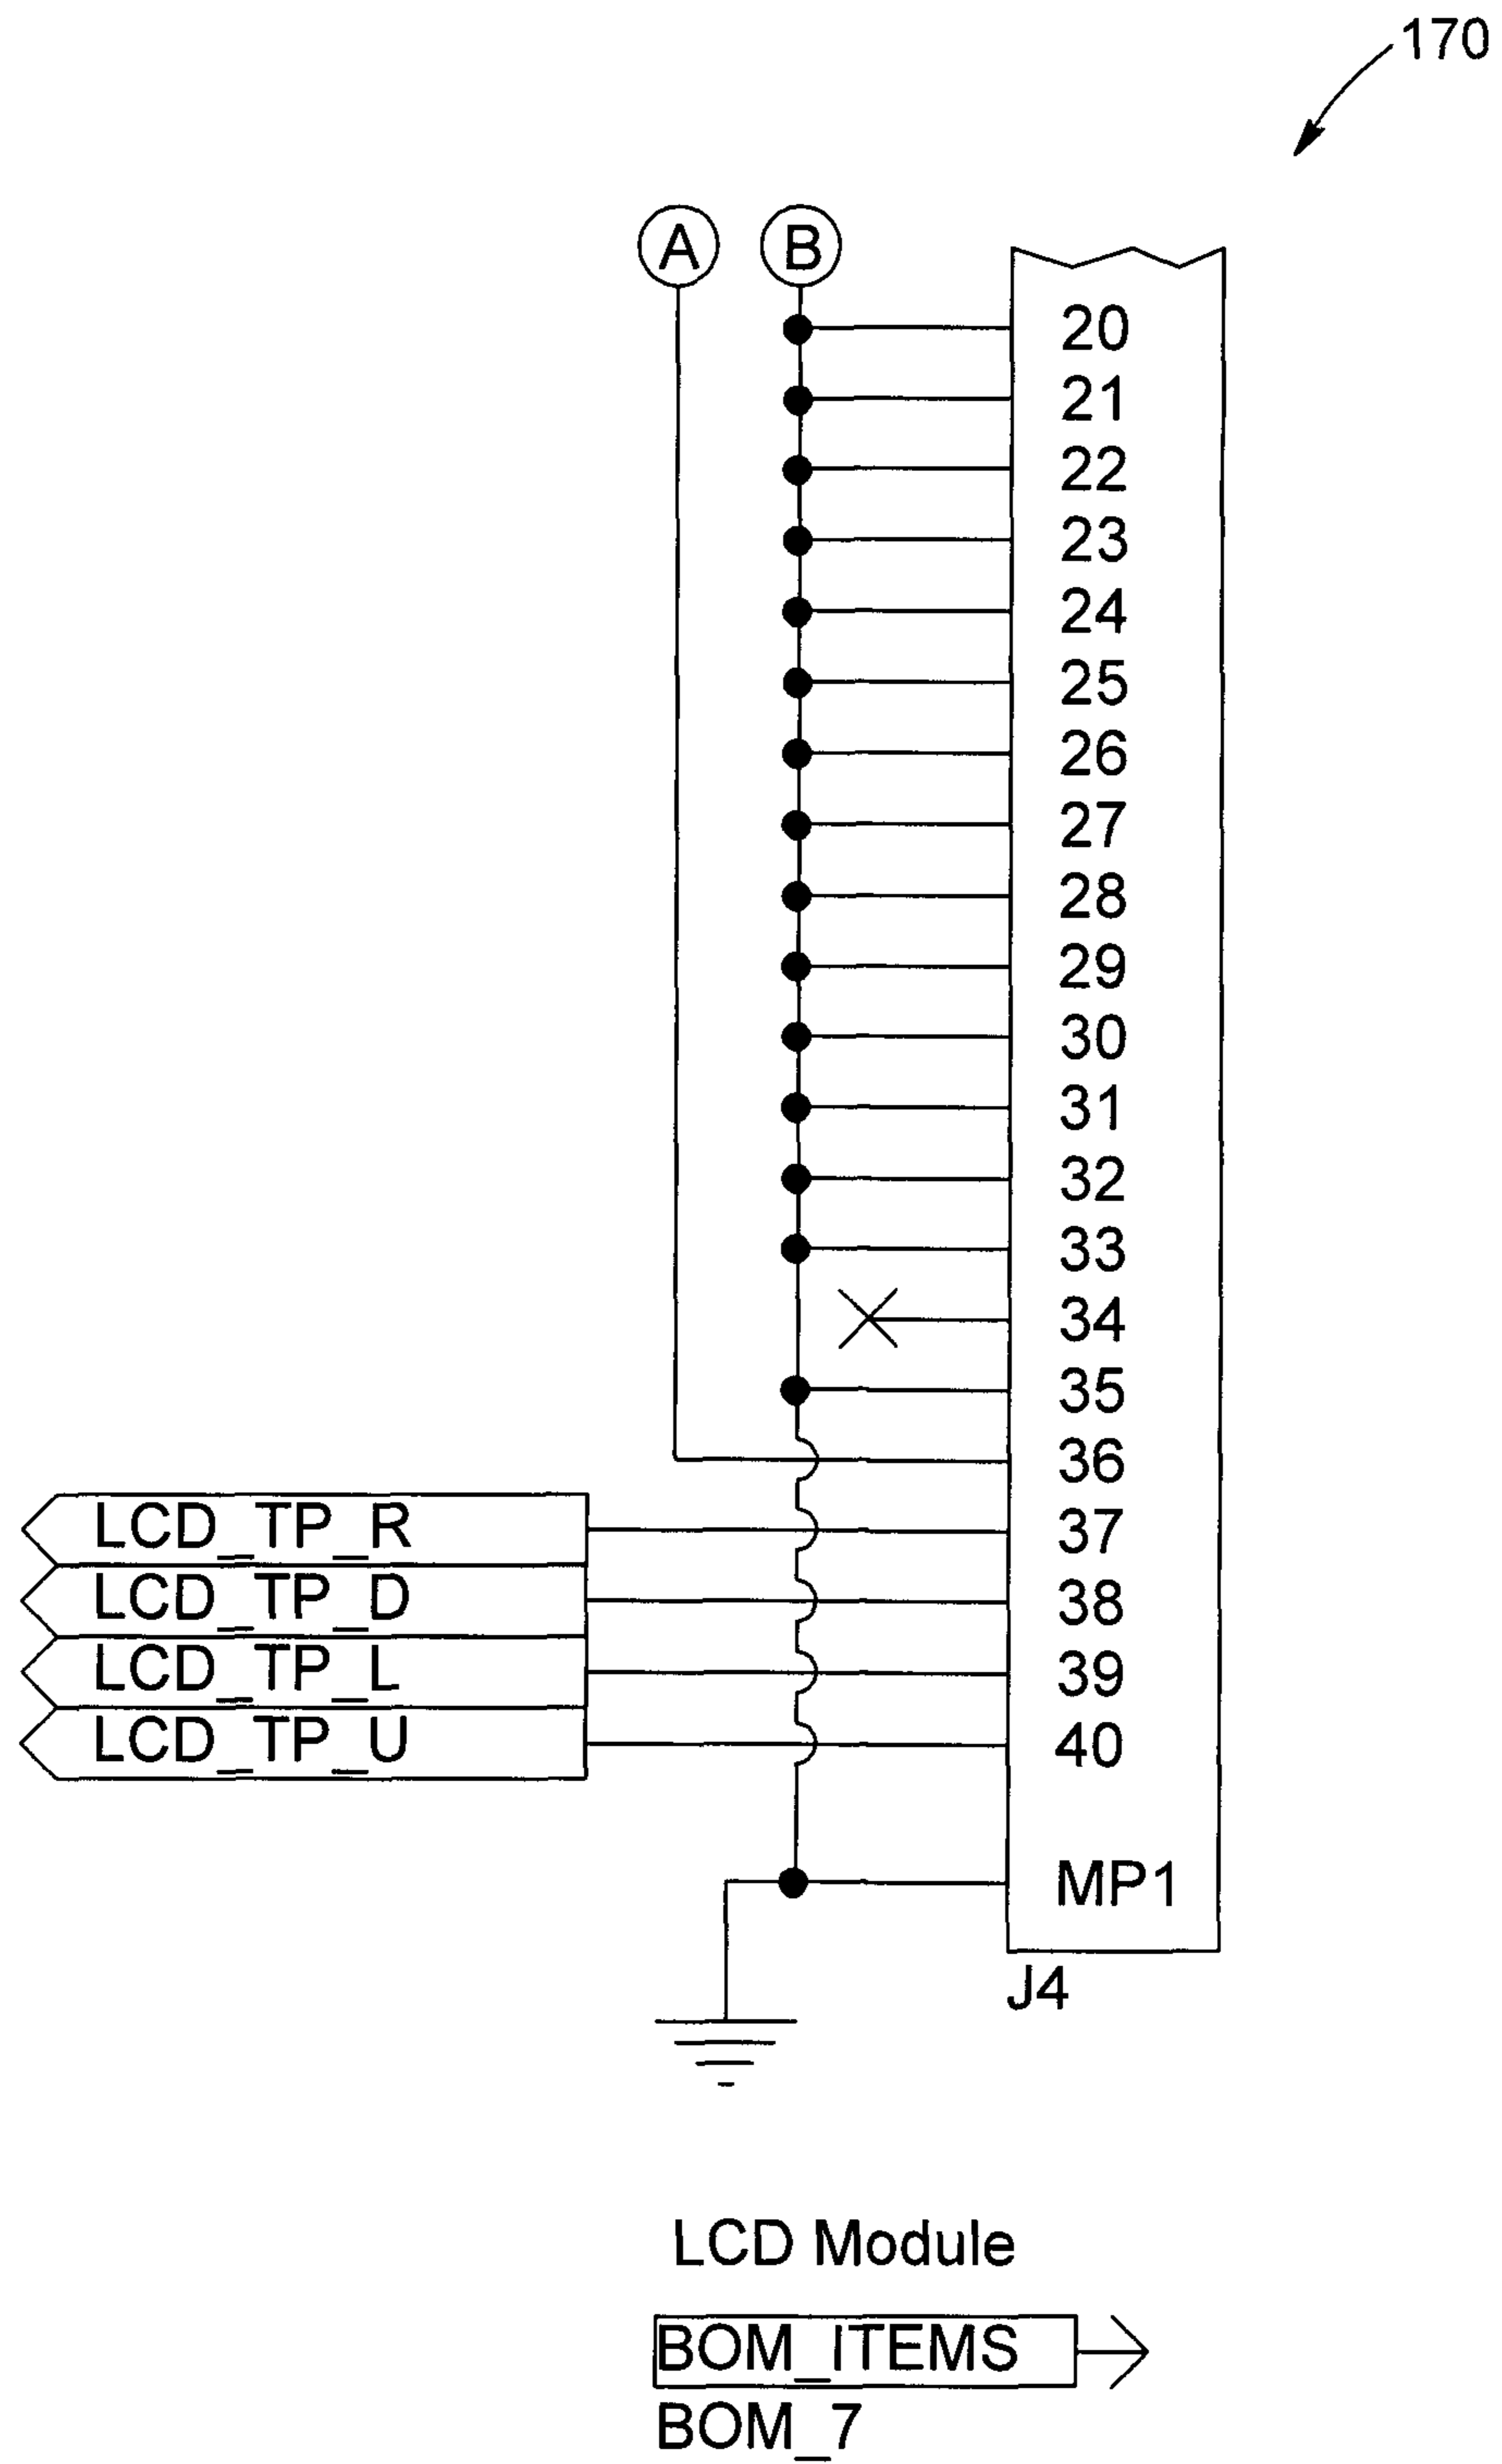 170
A B
20
21
22
23
24
25
26
27
28
29
30
31
32
33
34
35
36
LCD_TP_R 37
LCD_TP_D 38
LCD_TP_L 39
LCD_TP_U 40
MP1
J4
LCD Module
BOM_ITEMS
BOM_7